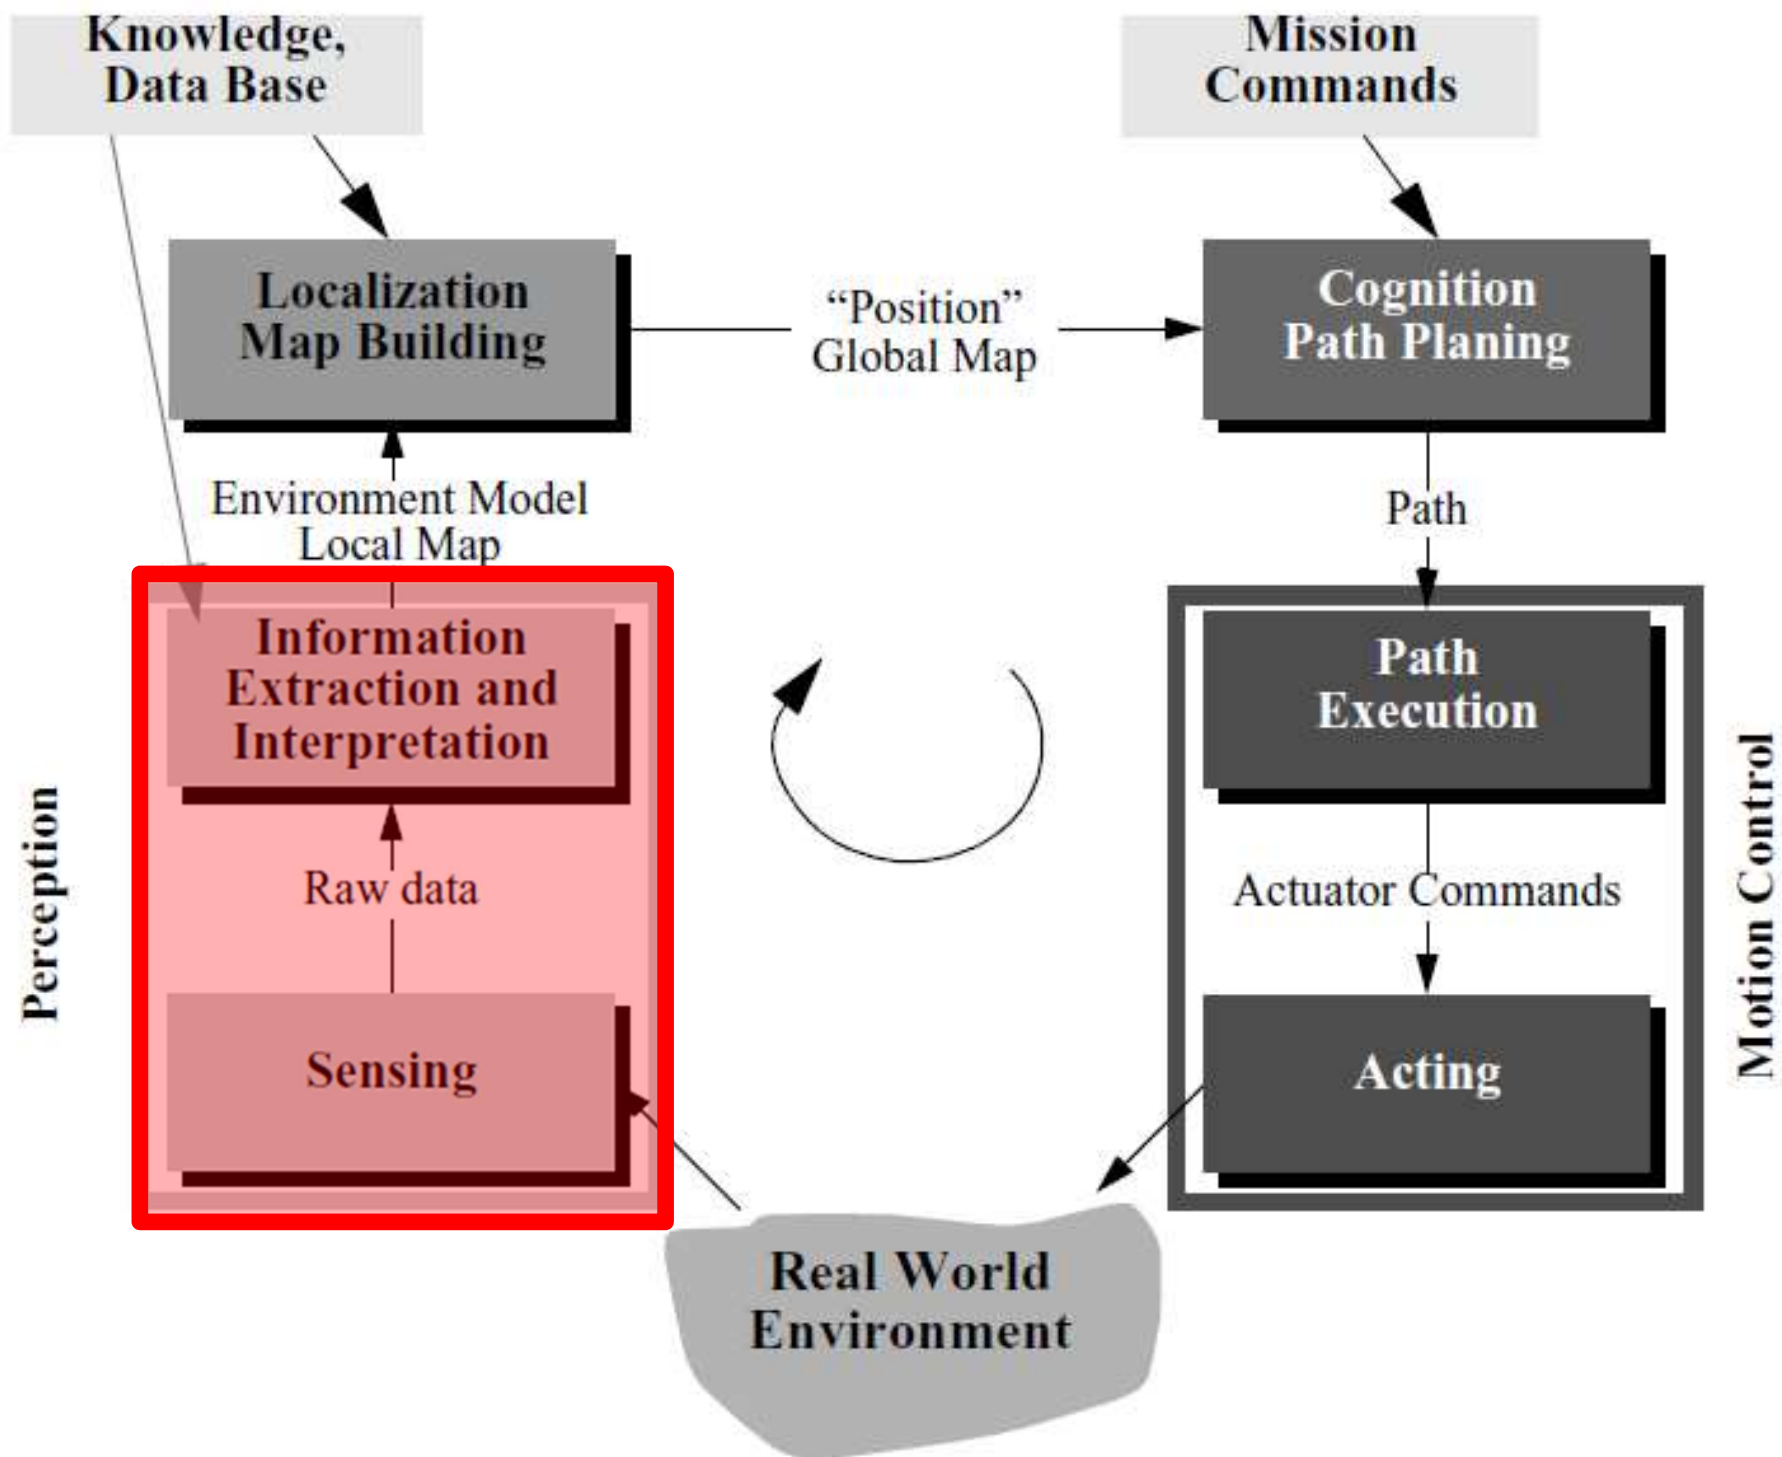 Knowledge,
Data Base
Mission
Commands
Localization
Map Building
“Position”
Global Map
Cognition
Path Planing
Environment Model
Local Map
Path
Information
Extraction and
Interpretation
Path
Execution
Perception
Raw data
Actuator Commands
Motion Control
Sensing
Acting
Real World
Environment